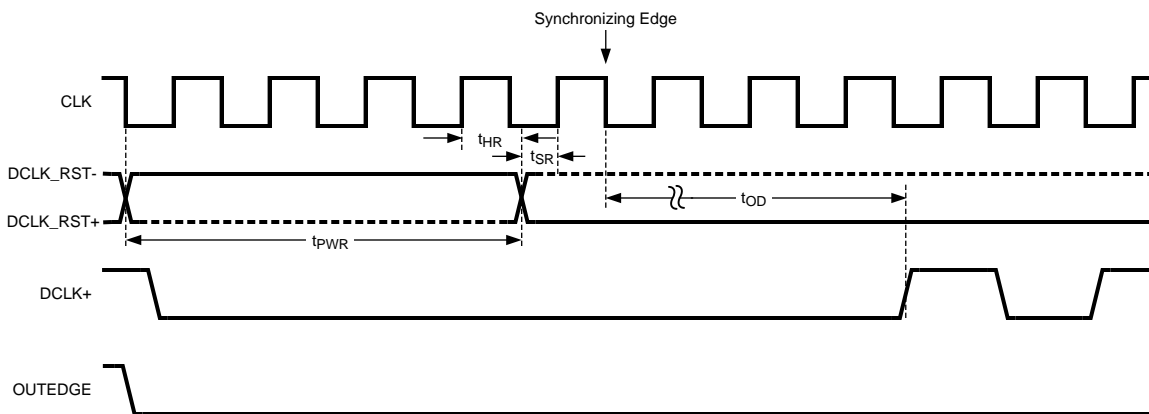 Synchronizing Edge
CLK
tHR
tSR
DCLK_RST-
tOD
DCLK_RST+
tPWR
DCLK+
OUTEDGE